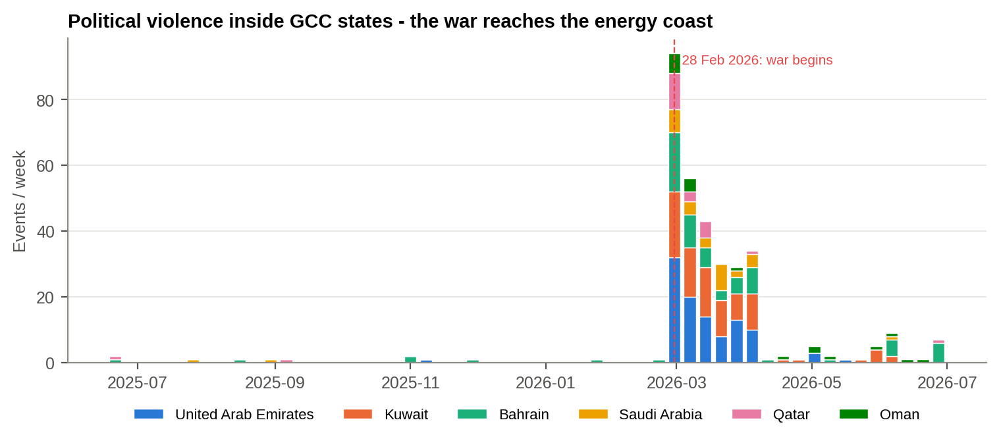 Political violence inside GCC states - the war reaches the energy coast
28 Feb 2026: war begins
Events / week
80
60
40
20
0
2025-07
2025-09
2025-11
2026-01
2026-03
2026-05
2026-07
United Arab Emirates
Kuwait
Bahrain
Saudi Arabia
Qatar
Oman